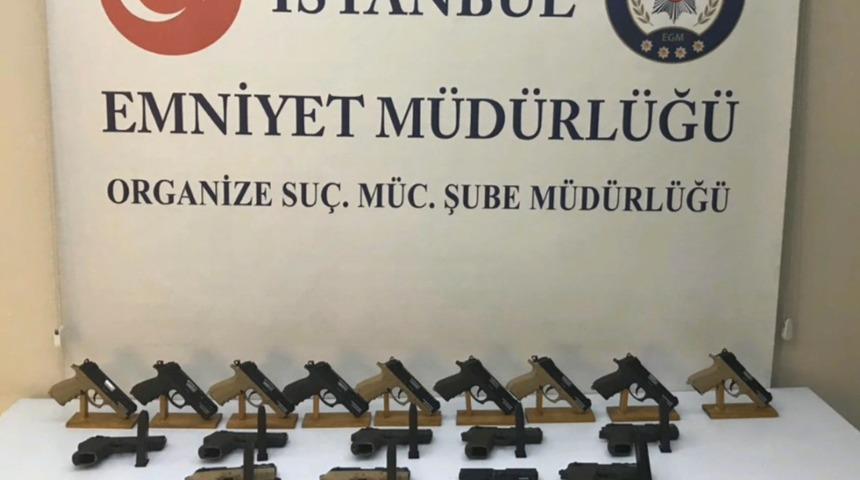 İSTANBUL
EGM
EMNİYET MÜDÜRLÜĞÜ
ORGANİZE SUÇ. MÜC. ŞUBE MÜDÜRLÜĞÜ